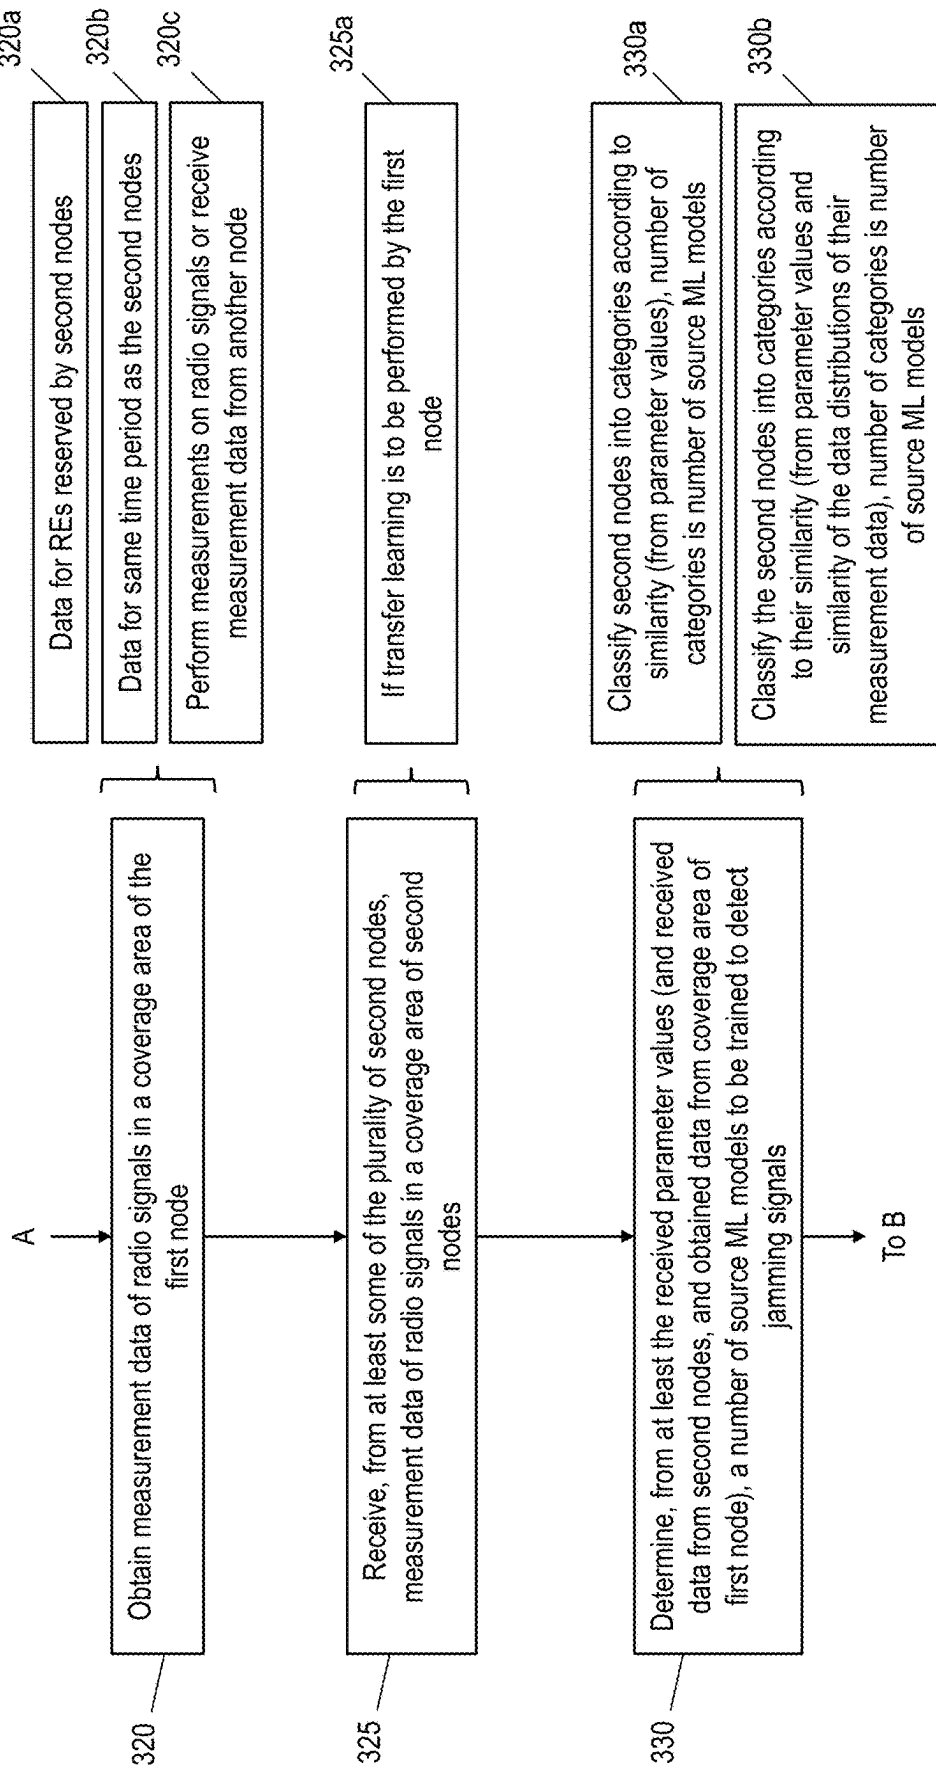 A
320
Obtain measurement data of radio signals in a coverage area of the
first node
320a
Data for REs reserved by second nodes
320b
Data for same time period as the second nodes
320c
Perform measurements on radio signals or receive
measurement data from another node
325
Receive, from at least some of the plurality of second nodes,
measurement data of radio signals in a coverage area of second
nodes
325a
If transfer learning is to be performed by the first
node
330
Determine, from at least the received parameter values (and received
data from second nodes, and obtained data from coverage area of
first node), a number of source ML models to be trained to detect
jamming signals
330a
Classify second nodes into categories according to
similarity (from parameter values), number of
categories is number of source ML models
330b
Classify the second nodes into categories according
to their similarity (from parameter values and
similarity of the data distributions of their
measurement data), number of categories is number
of source ML models
To B